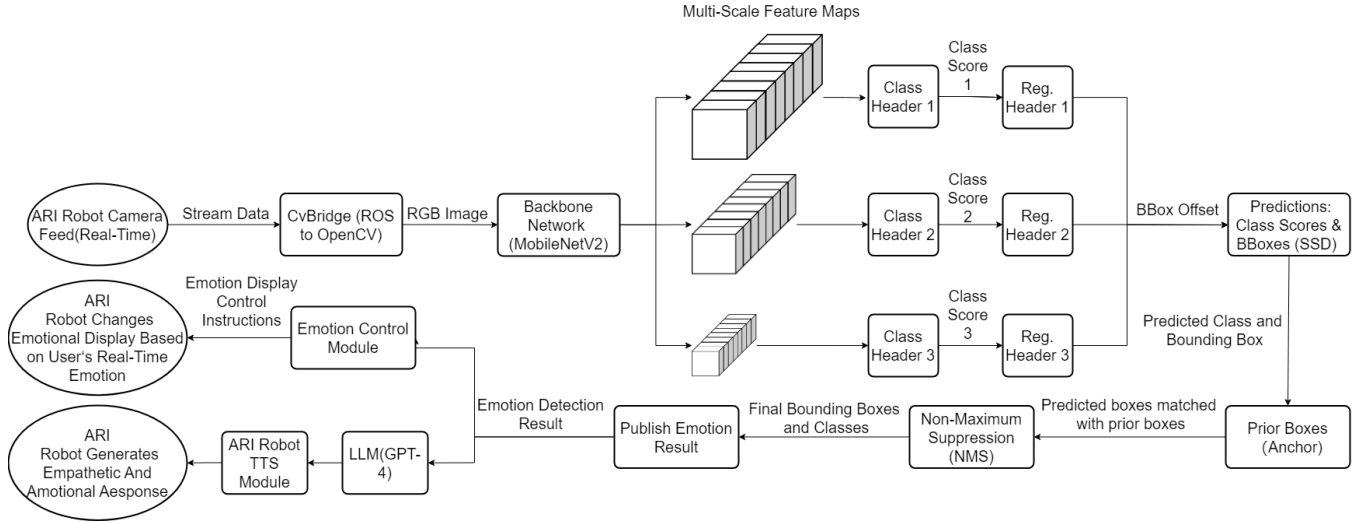 Multi-Scale Feature Maps
Class
Score
1
Class
Header 1
Reg.
Header 1
ARI Robot Camera
Feed(Real-Time)
Stream Data
CvBridge (ROS
to OpenCV)
RGB Image
Backbone
Network
(MobileNetV2)
Class
Score
2
Class
Header 2
Reg.
Header 2
BBox Offset
Predictions:
Class Scores &
BBoxes (SSD)
Class
Score
3
Class
Header 3
Reg.
Header 3
Predicted Class and
Bounding Box
Prior Boxes
(Anchor)
Predicted boxes matched
with prior boxes
Non-Maximum
Suppression
(NMS)
Final Bounding Boxes
and Classes
Publish Emotion
Result
Emotion Detection
Result
Emotion Control
Module
Emotion Display
Control
Instructions
ARI
Robot Changes
Emotional Display Based
on User's Real-Time
Emotion
LLM(GPT-
4)
ARI Robot
TTS
Module
ARI
Robot Generates
Empathetic And
Amotional Aesponse